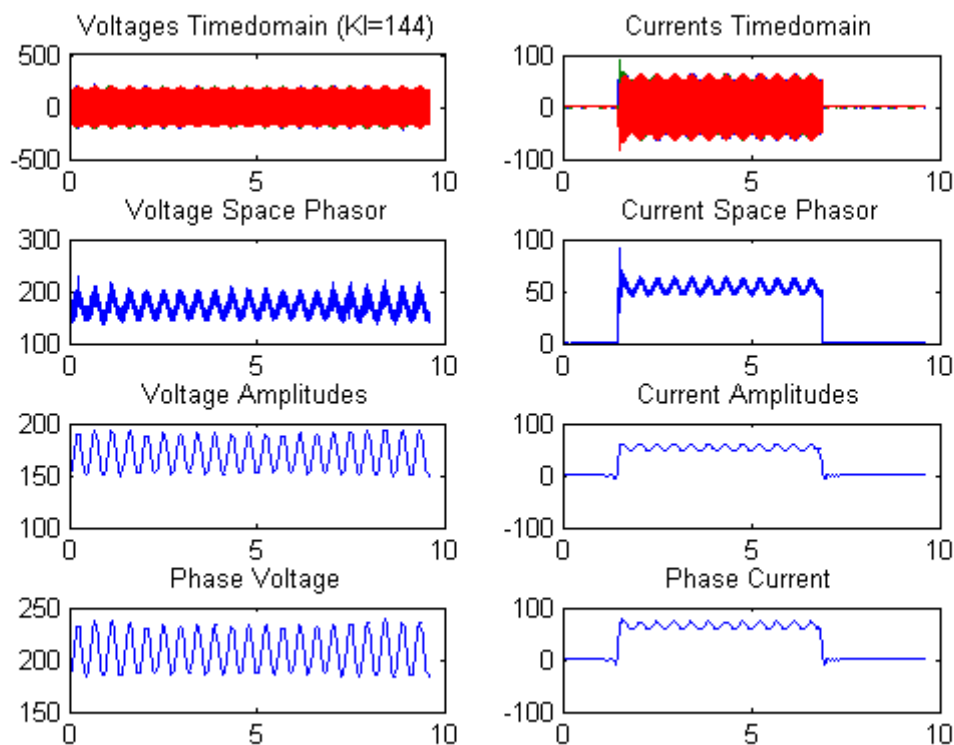 Voltages Timedomain (KI=144)
500
0
-500
0 5 10
Currents Timedomain
100
0
-100
0 5 10
Voltage Space Phasor
300
200
100
0 5 10
Current Space Phasor
100
50
0
0 5 10
Voltage Amplitudes
200
150
100
0 5 10
Current Amplitudes
100
0
-100
0 5 10
Phase Voltage
250
200
150
0 5 10
Phase Current
100
0
-100
0 5 10